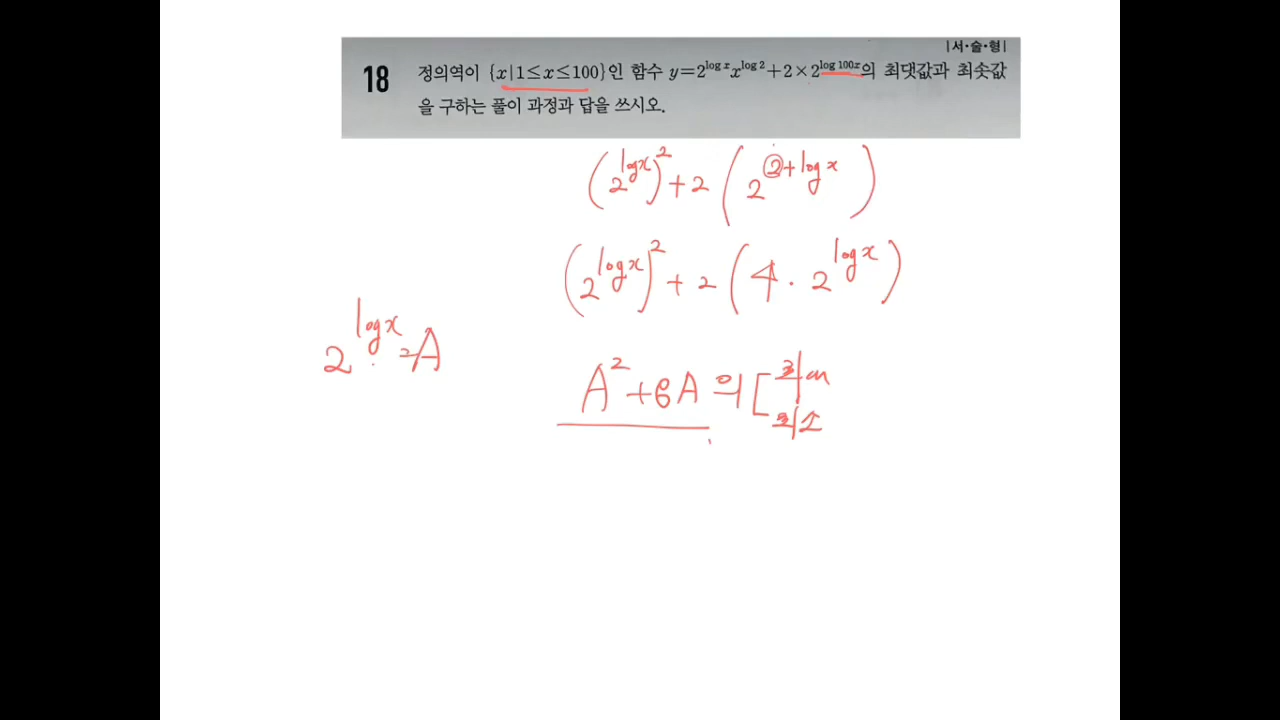 |서·술·형|
18 정의역이 {x|1≤x≤100}인 함수 y=2^{log x}x^{log 2}+2×2^{log 100x}의 최댓값과 최솟값
을 구하는 풀이 과정과 답을 쓰시오.
(2^{log x})^2+2(2^{2+log x})
(2^{log x})^2+2(4·2^{log x})
2^{log x}=A
A^2+6A의[최대
최소